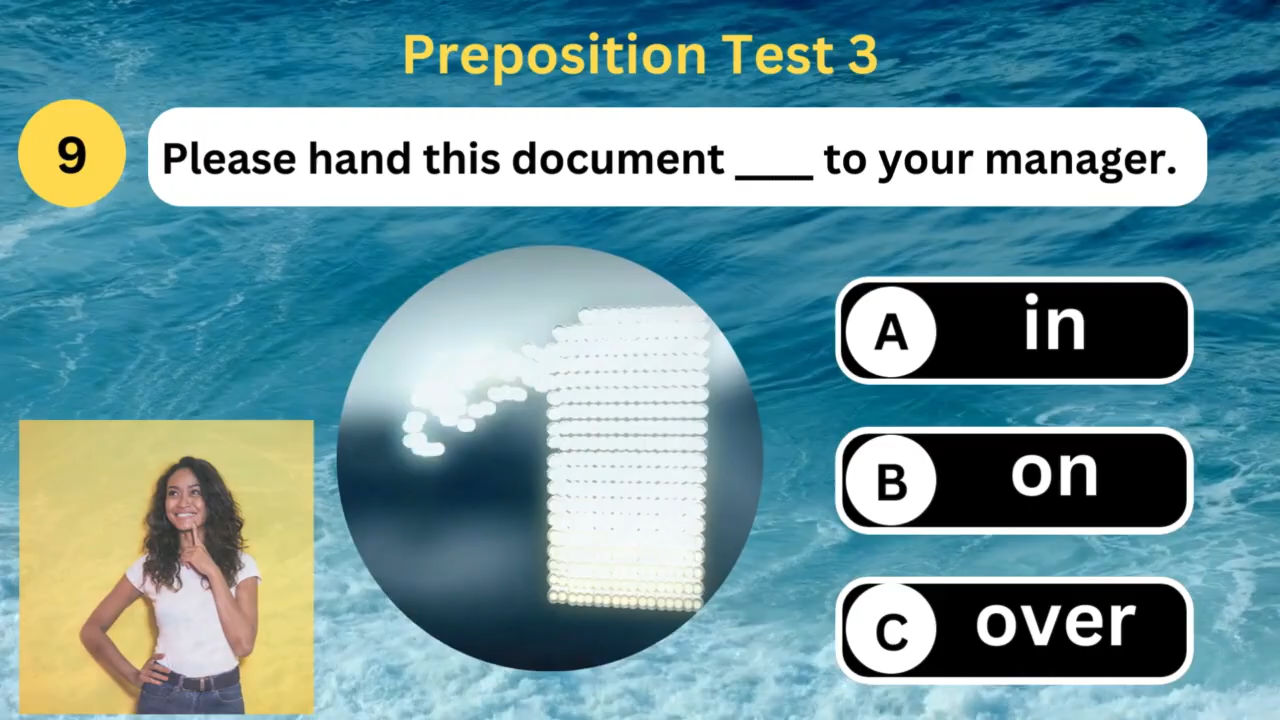 Preposition Test 3
9
Please hand this document ____ to your manager.
A in
B on
C over